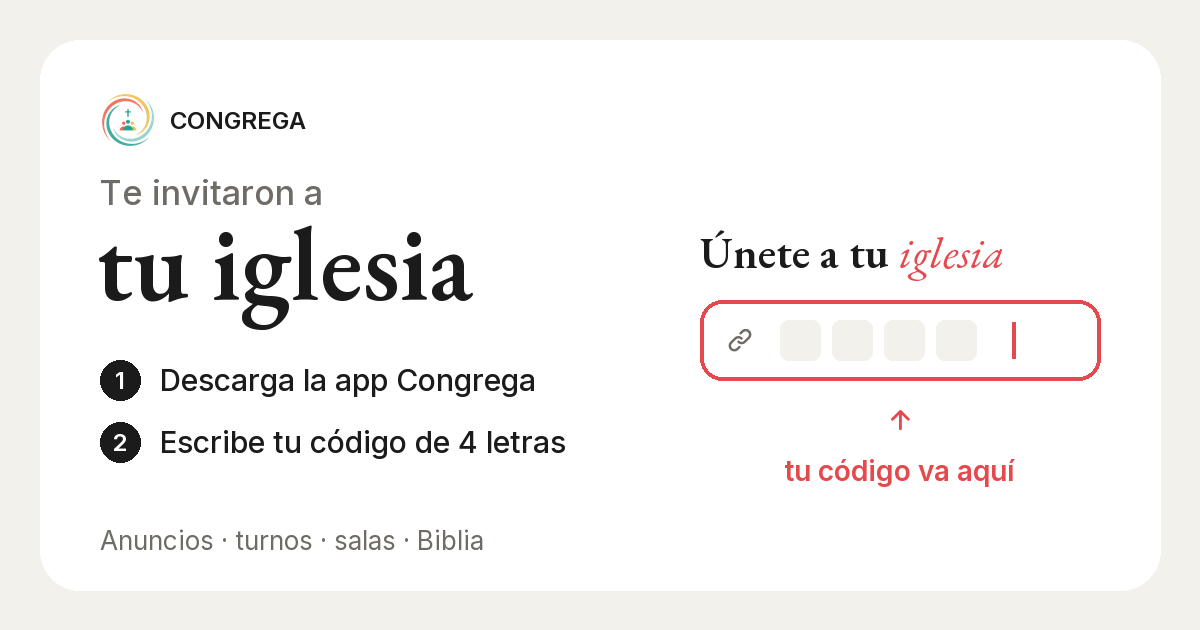 CONGREGA
Te invitaron a
tu iglesia
1 Descarga la app Congrega
2 Escribe tu código de 4 letras
Anuncios · turnos · salas · Biblia
Únete a tu iglesia
↑
tu código va aquí